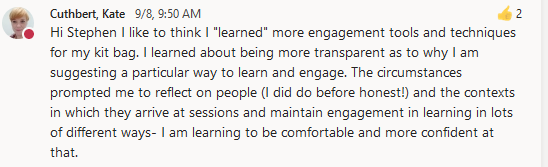 Cuthbert, Kate 9/8, 9:50 AM 👍 2
Hi Stephen I like to think I "learned" more engagement tools and techniques
for my kit bag. I learned about being more transparent as to why I am
suggesting a particular way to learn and engage. The circumstances
prompted me to reflect on people (I did do before honest!) and the contexts
in which they arrive at sessions and maintain engagement in learning in lots
of different ways- I am learning to be comfortable and more confident at
that.